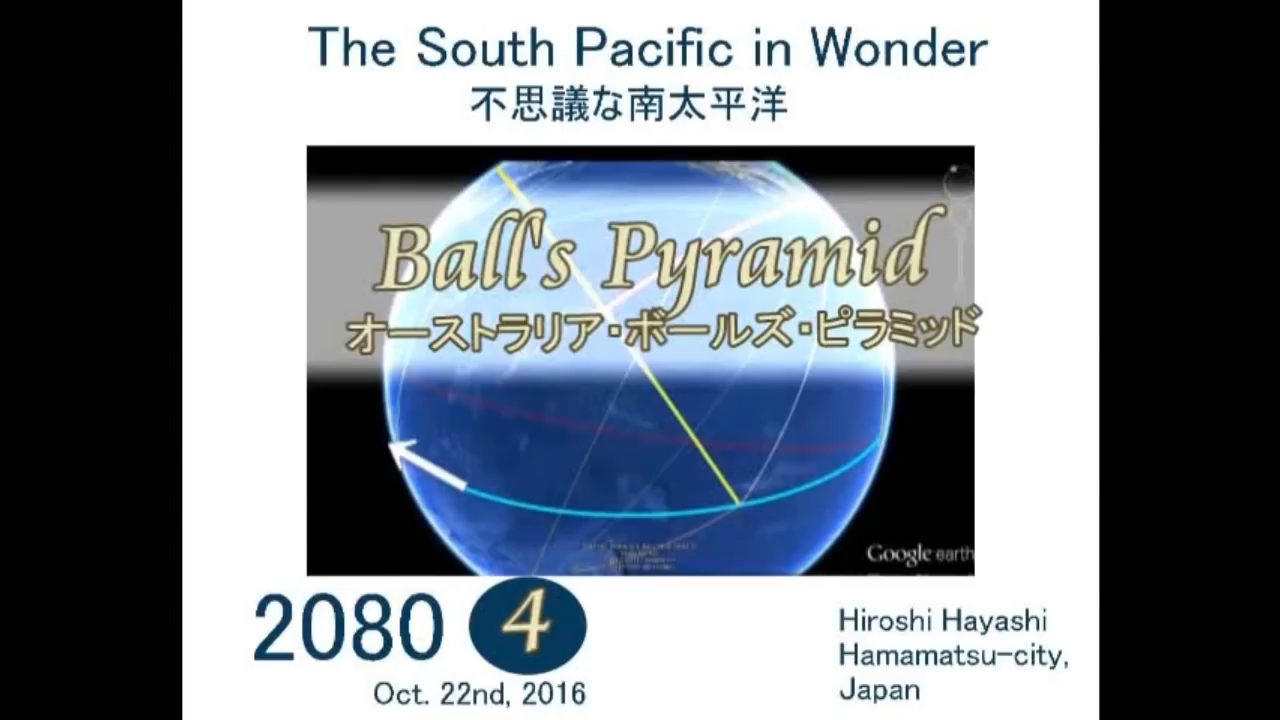 The South Pacific in Wonder
不思議な南太平洋
Ball's Pyramid
オーストラリア・ボールズ・ピラミッド
Google earth
2080 4
Oct. 22nd, 2016
Hiroshi Hayashi
Hamamatsu-city,
Japan